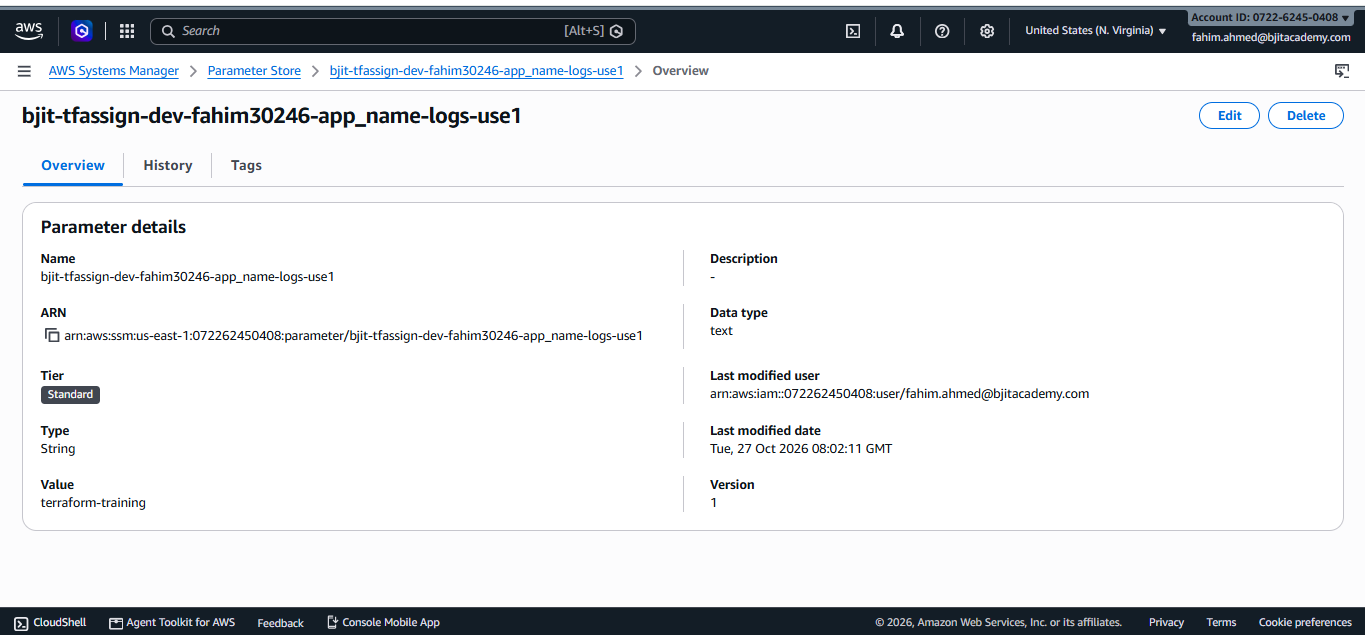 aws
Search
[Alt+S]
United States (N. Virginia)
Account ID: 0722-6245-0408
fahim.ahmed@bjitacademy.com
AWS Systems Manager > Parameter Store > bjit-tfassign-dev-fahim30246-app_name-logs-use1 > Overview
bjit-tfassign-dev-fahim30246-app_name-logs-use1
Edit
Delete
Overview
History
Tags
Parameter details
Name
bjit-tfassign-dev-fahim30246-app_name-logs-use1
Description
-
ARN
arn:aws:ssm:us-east-1:072262450408:parameter/bjit-tfassign-dev-fahim30246-app_name-logs-use1
Data type
text
Tier
Standard
Last modified user
arn:aws:iam::072262450408:user/fahim.ahmed@bjitacademy.com
Type
String
Last modified date
Tue, 27 Oct 2026 08:02:11 GMT
Value
terraform-training
Version
1
CloudShell
Agent Toolkit for AWS
Feedback
Console Mobile App
© 2026, Amazon Web Services, Inc. or its affiliates.
Privacy
Terms
Cookie preferences